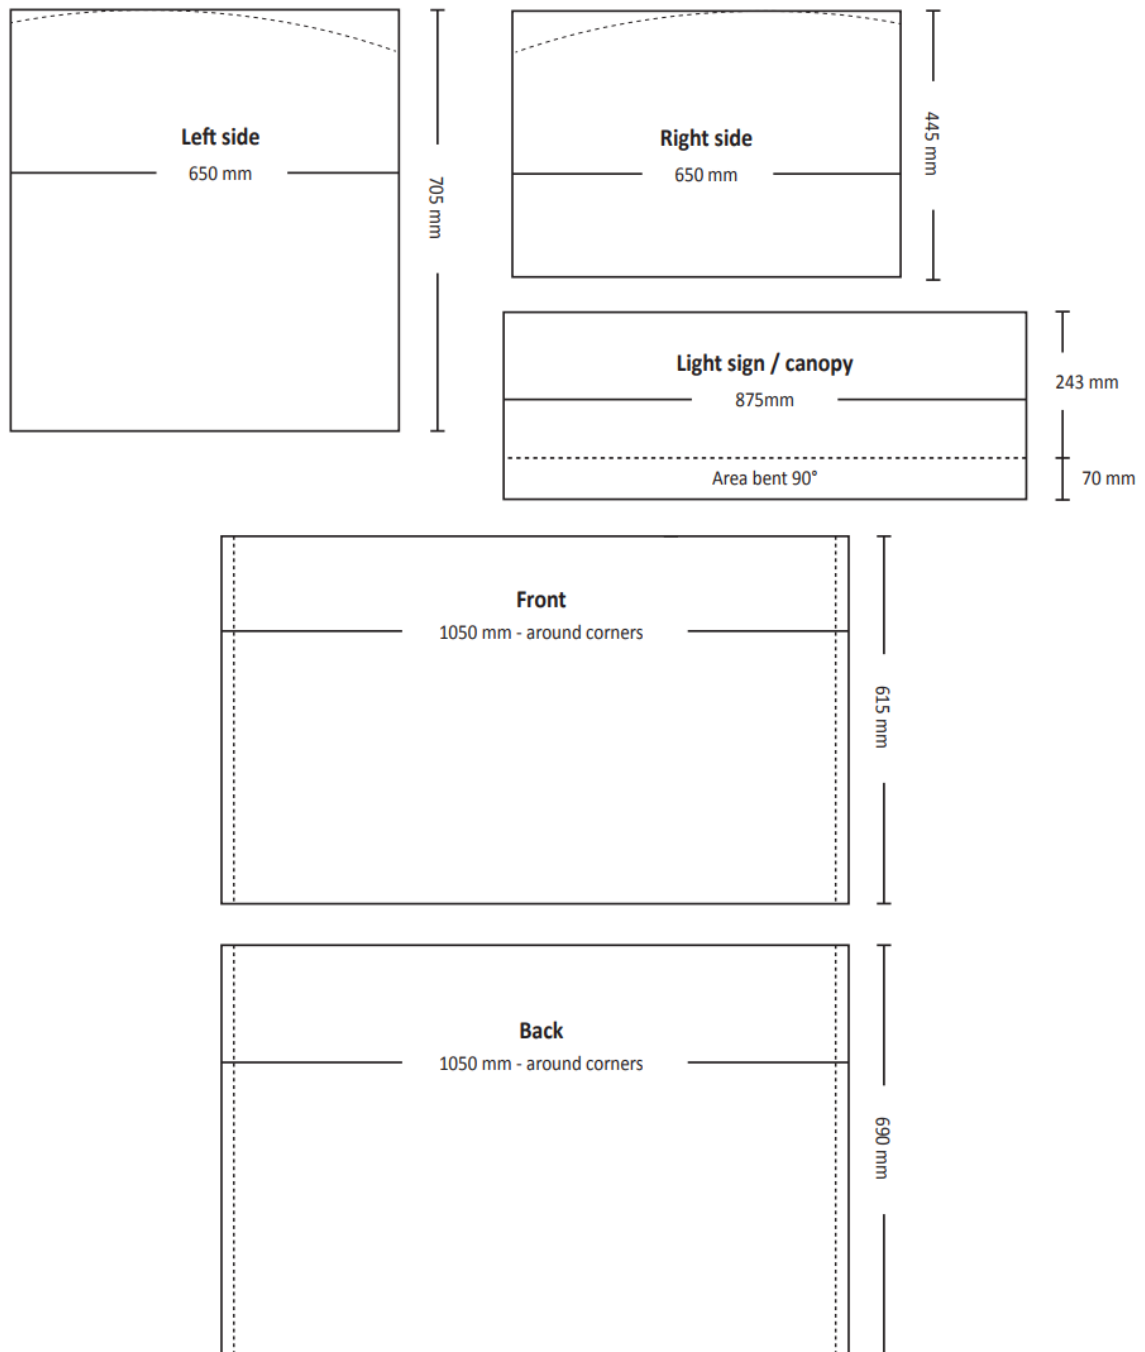 Left side
650 mm
705 mm
Right side
650 mm
445 mm
Light sign / canopy
875mm
243 mm
Area bent 90°
70 mm
Front
1050 mm - around corners
615 mm
Back
1050 mm - around corners
690 mm